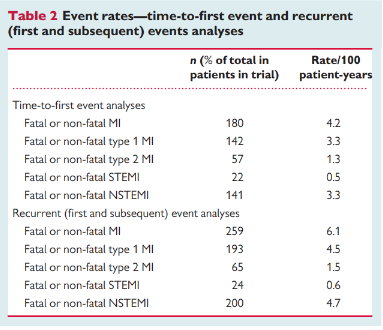 Table 2 Event rates—time-to-first event and recurrent
(first and subsequent) events analyses
n (% of total in Rate/100
patients in trial) patient-years
Time-to-first event analyses
Fatal or non-fatal MI 180 4.2
Fatal or non-fatal type 1 MI 142 3.3
Fatal or non-fatal type 2 MI 57 1.3
Fatal or non-fatal STEMI 22 0.5
Fatal or non-fatal NSTEMI 141 3.3
Recurrent (first and subsequent) event analyses
Fatal or non-fatal MI 259 6.1
Fatal or non-fatal type 1 MI 193 4.5
Fatal or non-fatal type 2 MI 65 1.5
Fatal or non-fatal STEMI 24 0.6
Fatal or non-fatal NSTEMI 200 4.7